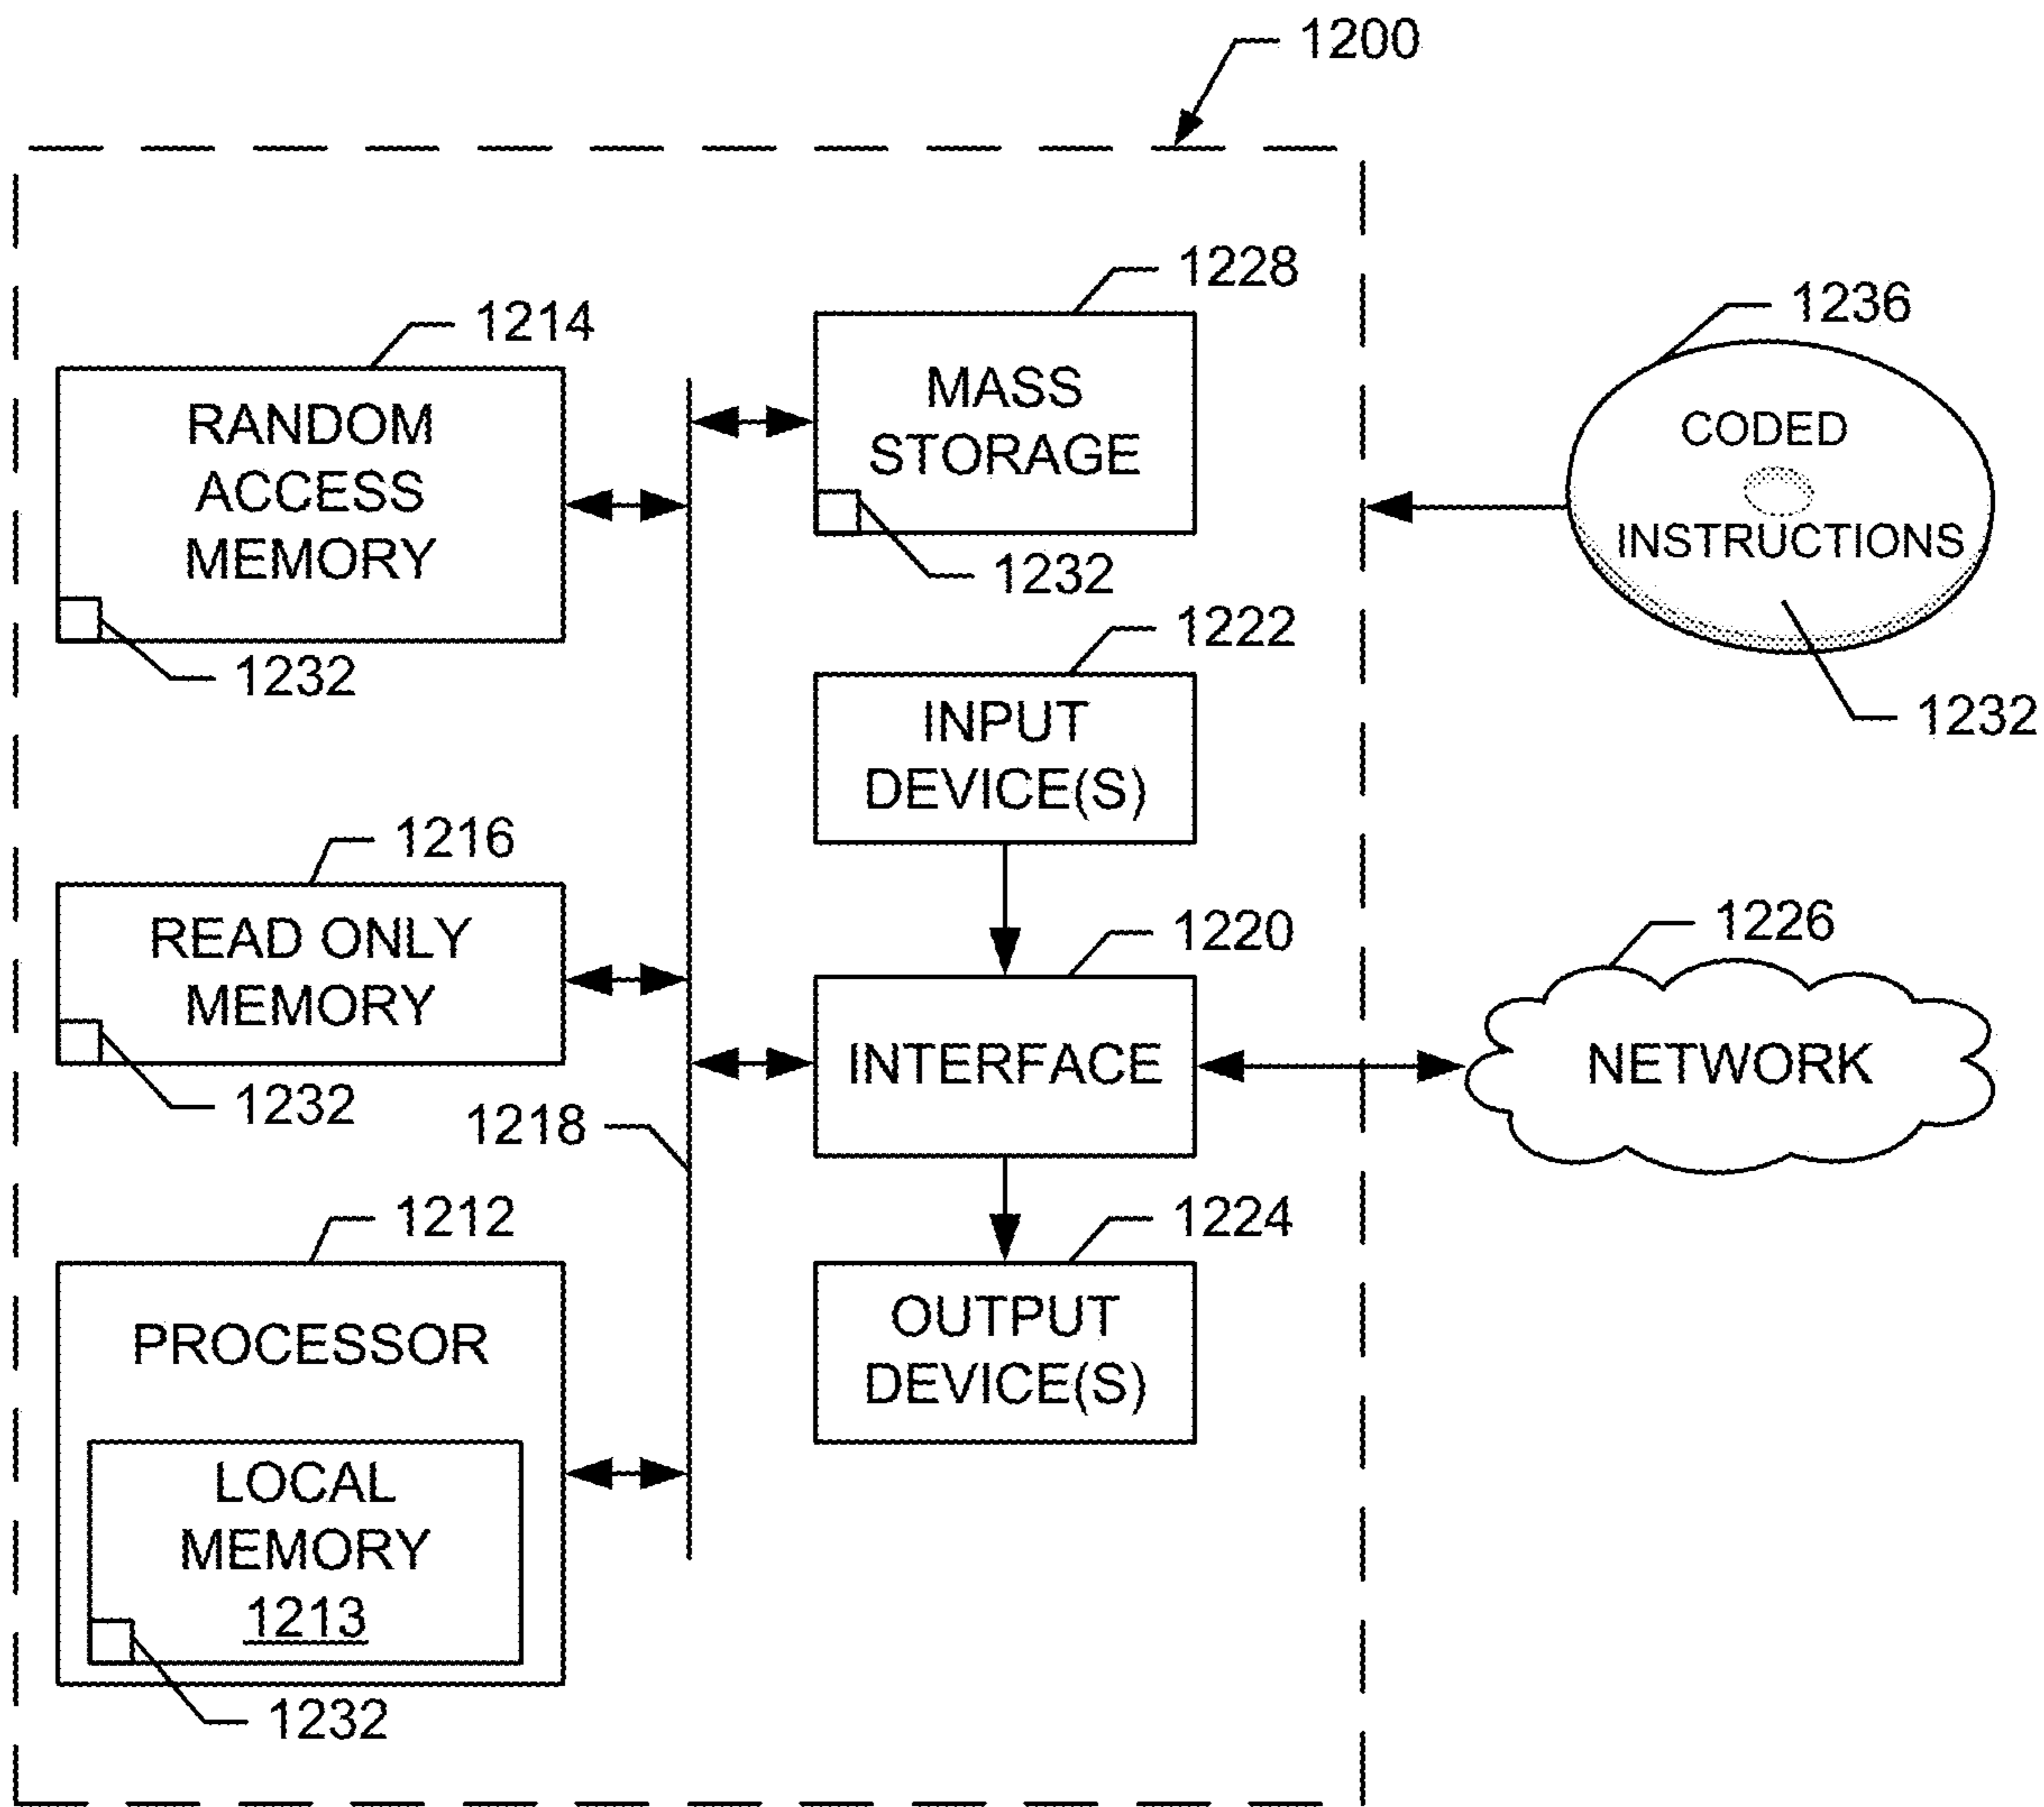 1200
1214
RANDOM
ACCESS
MEMORY
1232
1228
MASS
STORAGE
1232
1236
CODED
INSTRUCTIONS
1232
1222
INPUT
DEVICE(S)
1216
READ ONLY
MEMORY
1232
1220
INTERFACE
1226
NETWORK
1218
1212
PROCESSOR
LOCAL
MEMORY
1213
1232
1224
OUTPUT
DEVICE(S)